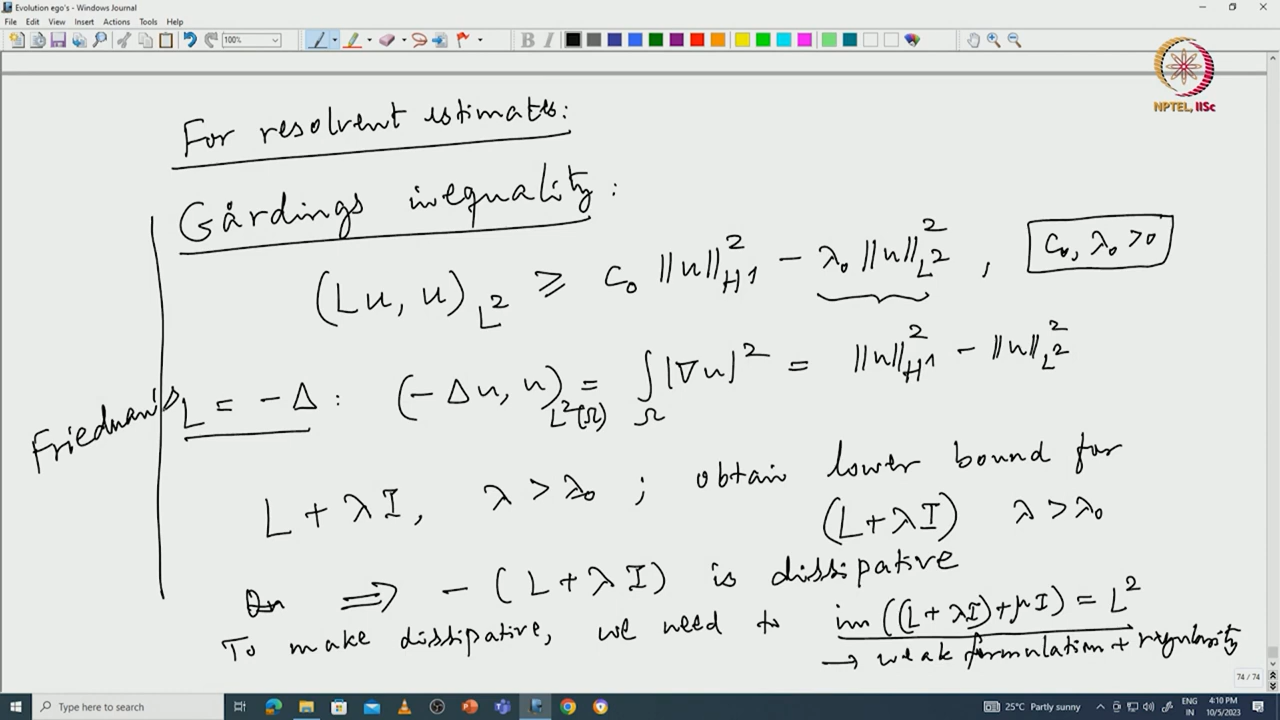 Evolution ego's - Windows Journal
File Edit View Insert Actions Tools Help
100%
B I
NPTEL, IISc
For resolvent estimates:
Gårdings inequality:
(Lu, u)_{L^2} ≥ c_0 ||u||^2_{H^1} - λ_0 ||u||^2_{L^2}, c_0, λ_0 > 0
Friedman's
L = -Δ : (-Δu, u)_{L^2(Ω)} = ∫_Ω |∇u|^2 = ||u||^2_{H^1} - ||u||^2_{L^2}
L + λI, λ > λ_0 ; obtain lower bound for
(L + λI) λ > λ_0
⇒ - (L + λI) is dissipative
To make dissipative, we need to im ((L + λI) + μI) = L^2
→ weak formulation + regularity
74 / 74
Type here to search
25°C Partly sunny
ENG
IN
4:10 PM
10/5/2023